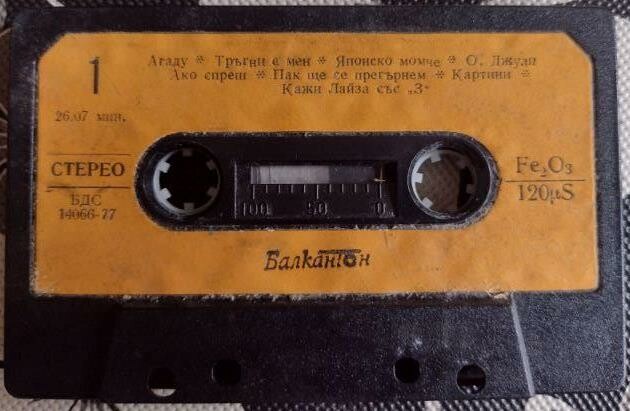 1
Агаду * Тръгни с мен * Японско момче * О, Джули
Ако спреш * Пак ще се прегърнем * Картини *
Кажи Лайза със „З“
26.07 мин.
СТЕРЕО
БДС
14066-77
Fe₂O₃
120µS
100 50 0
Балкантон